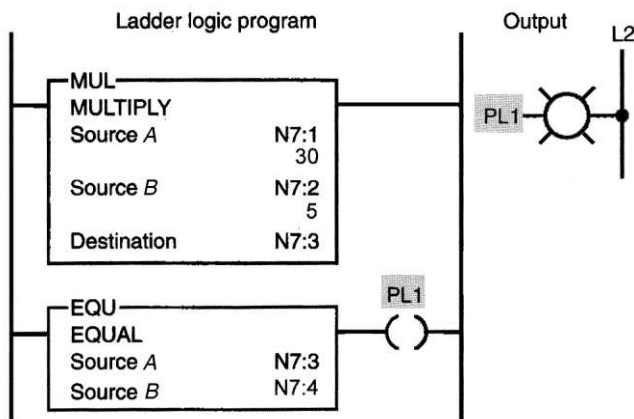 Ladder logic program
Output
L2
MUL
MULTIPLY
Source A N7:1
30
Source B N7:2
5
Destination N7:3
PL1
PL1
EQU
EQUAL
Source A N7:3
Source B N7:4